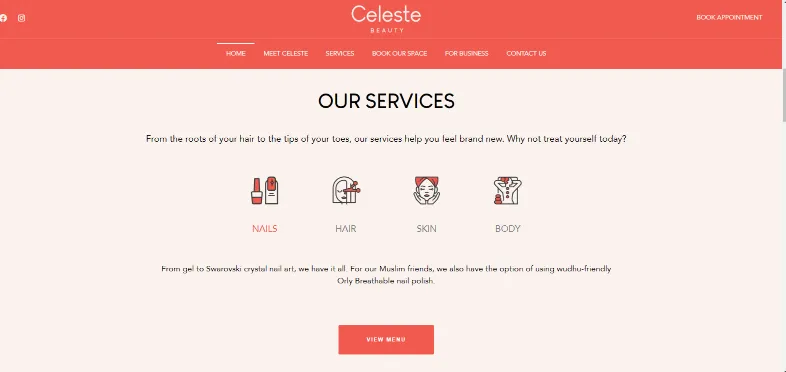 Celeste
BEAUTY
BOOK APPOINTMENT
HOME MEET CELESTE SERVICES BOOK OUR SPACE FOR BUSINESS CONTACT US
OUR SERVICES
From the roots of your hair to the tips of your toes, our services help you feel brand new. Why not treat yourself today?
NAILS HAIR SKIN BODY
From gel to Swarovski crystal nail art, we have it all. For our Muslim friends, we also have the option of using wudhu-friendly
Orly Breathable nail polish.
VIEW MENU